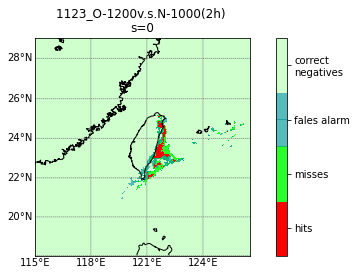 1123_O-1200v.s.N-1000(2h)
s=0
28°N
26°N
24°N
22°N
20°N
115°E
118°E
121°E
124°E
correct
negatives
fales alarm
misses
hits